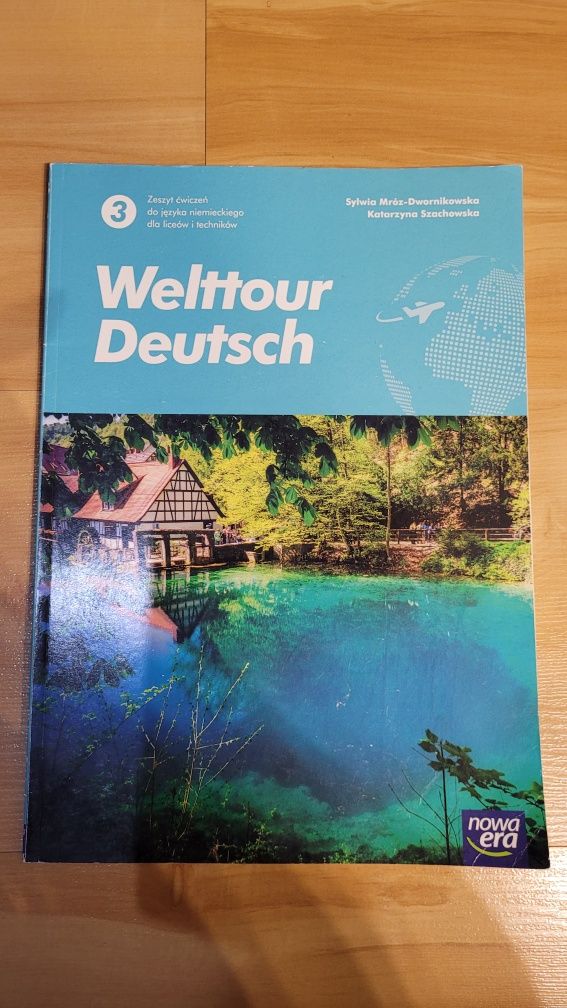 3
Zeszyt ćwiczeń
do języka niemieckiego
dla liceów i techników
Sylwia Mróz-Dwornikowska
Katarzyna Szachowska
Welttour
Deutsch
nowa
era